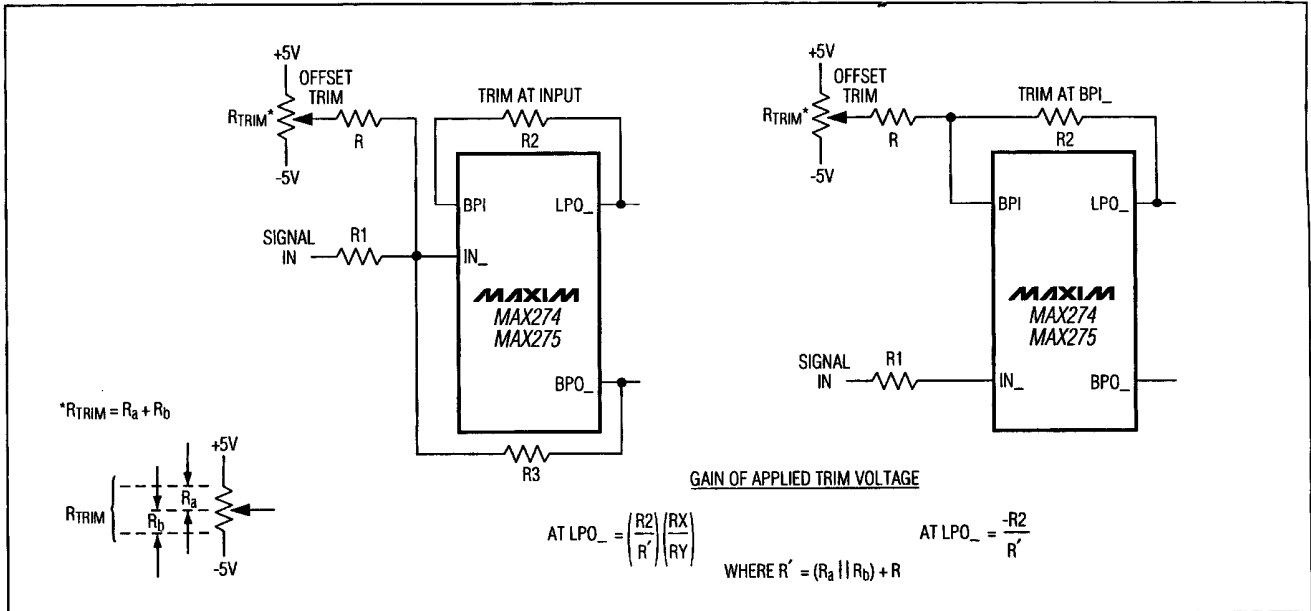 +5V
OFFSET
TRIM
RTRIM*
R
-5V
TRIM AT INPUT
R2
BPI
LPO_
SIGNAL
IN
R1
IN_
MAXIM
MAX274
MAX275
BPO_
R3
+5V
OFFSET
TRIM
RTRIM*
R
-5V
TRIM AT BPI_
R2
BPI
LPO_
MAXIM
MAX274
MAX275
SIGNAL
IN
R1
IN_
BPO_
*RTRIM = Ra + Rb
+5V
Ra
RTRIM
Rb
-5V
GAIN OF APPLIED TRIM VOLTAGE
AT LPO_ = (R2/R′)(RX/RY)
AT LPO_ = -R2/R′
WHERE R′ = (Ra||Rb) + R